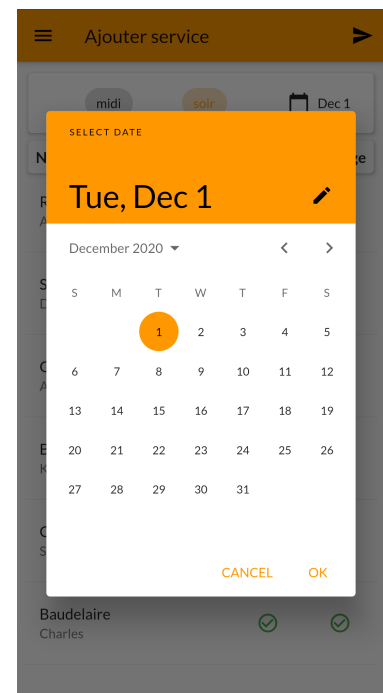 Ajouter service
midi soir Dec 1
SELECT DATE
Tue, Dec 1
December 2020
S M T W T F S
1 2 3 4 5
6 7 8 9 10 11 12
13 14 15 16 17 18 19
20 21 22 23 24 25 26
27 28 29 30 31
CANCEL OK
Baudelaire
Charles